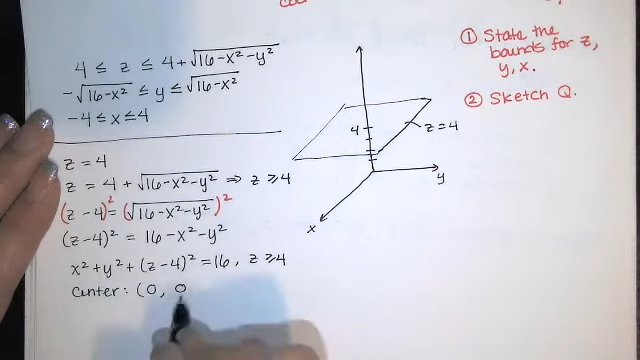 4 ≤ z ≤ 4 + √(16-x²-y²)
-√(16-x²) ≤ y ≤ √(16-x²)
-4 ≤ x ≤ 4
z = 4
z = 4 + √(16-x²-y²) ⇒ z ≥ 4
(z-4)² = (√(16-x²-y²))²
(z-4)² = 16-x²-y²
x² + y² + (z-4)² = 16, z ≥ 4
Center: (0, 0
4
z=4
y
x
① State the
bounds for z,
y, x.
② Sketch Q.